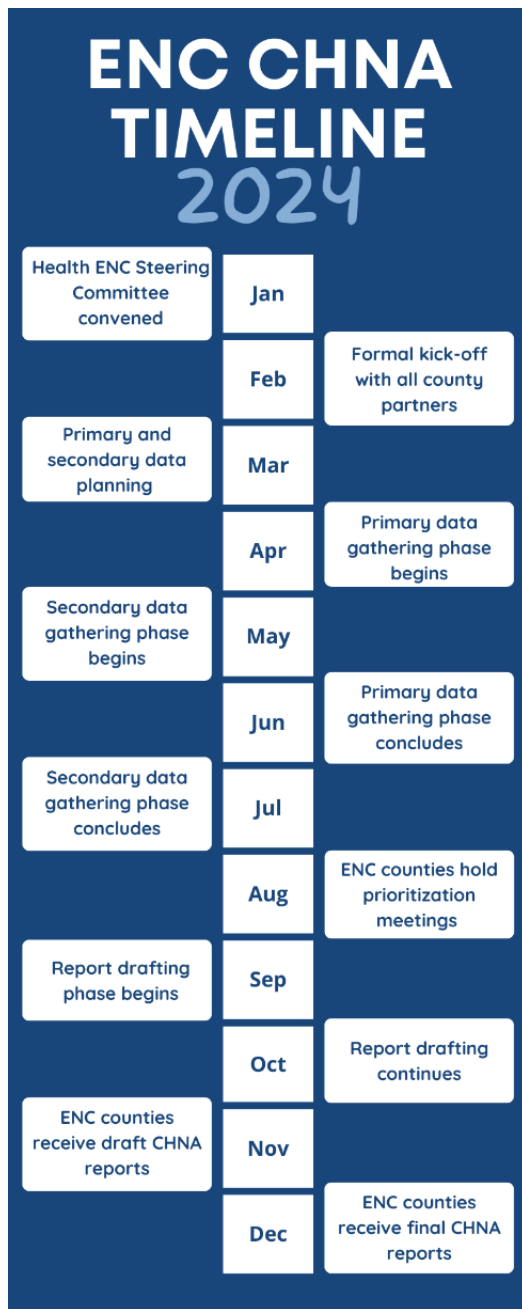 ENC CHNA
TIMELINE
2024
Health ENC Steering
Committee
convened
Jan
Feb
Formal kick-off
with all county
partners
Primary and
secondary data
planning
Mar
Apr
Primary data
gathering phase
begins
Secondary data
gathering phase
begins
May
Jun
Primary data
gathering phase
concludes
Secondary data
gathering phase
concludes
Jul
Aug
ENC counties hold
prioritization
meetings
Report drafting
phase begins
Sep
Oct
Report drafting
continues
ENC counties
receive draft CHNA
reports
Nov
Dec
ENC counties
receive final CHNA
reports